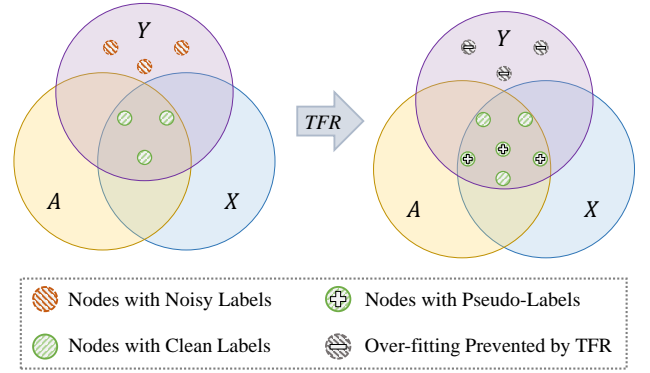 Y
Y
TFR
A
X
A
X
Nodes with Noisy Labels
Nodes with Pseudo-Labels
Nodes with Clean Labels
Over-fitting Prevented by TFR